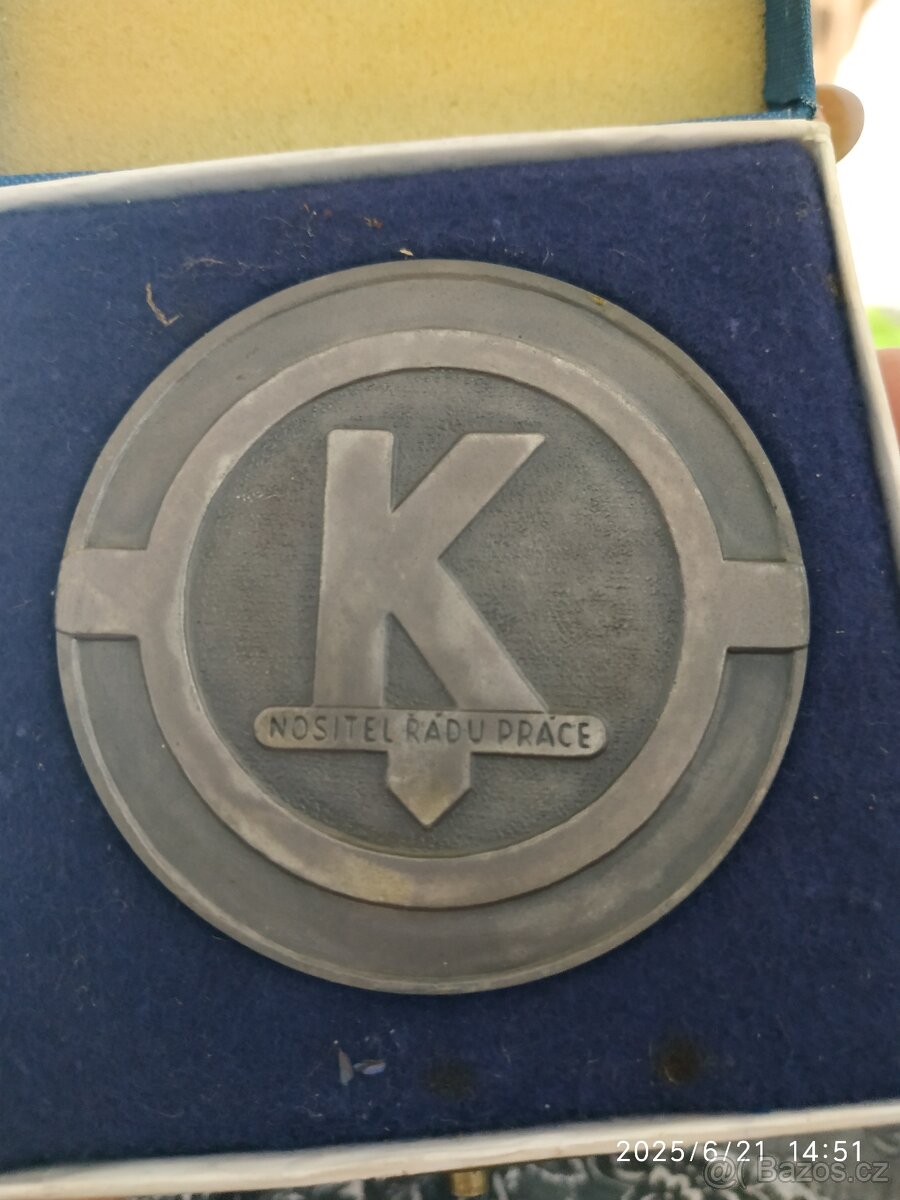 K
NOSITEL ŘÁDU PRÁCE
2025/6/21 14:51
@ Bazos.cz